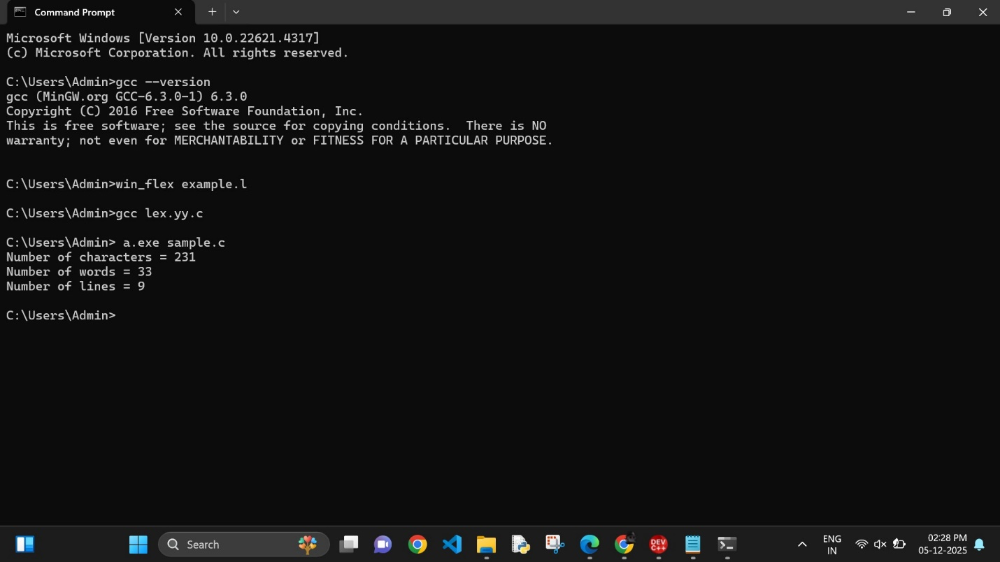 Command Prompt
Microsoft Windows [Version 10.0.22621.4317]
(c) Microsoft Corporation. All rights reserved.
C:\Users\Admin>gcc --version
gcc (MinGW.org GCC-6.3.0-1) 6.3.0
Copyright (C) 2016 Free Software Foundation, Inc.
This is free software; see the source for copying conditions.  There is NO
warranty; not even for MERCHANTABILITY or FITNESS FOR A PARTICULAR PURPOSE.
C:\Users\Admin>win_flex example.l
C:\Users\Admin>gcc lex.yy.c
C:\Users\Admin> a.exe sample.c
Number of characters = 231
Number of words = 33
Number of lines = 9
C:\Users\Admin>
Search
DEV
C++
ENG
IN
02:28 PM
05-12-2025